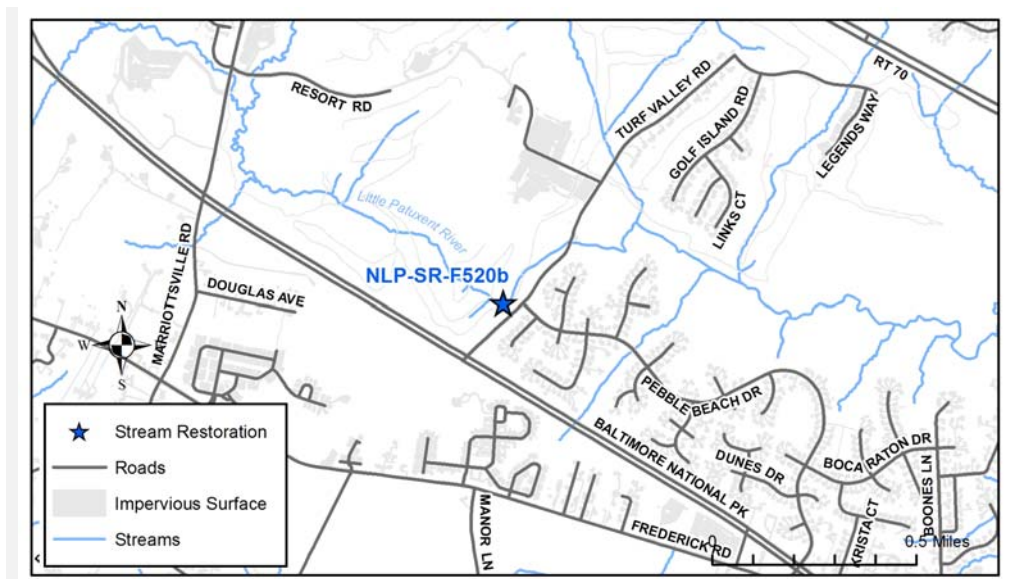 RESORT RD
TURF VALLEY RD
RT 70
GOLF ISLAND RD
LEGENDS WAY
LINKS CT
Little Patuxent River
MARRIOTTSVILLE RD
NLP-SR-F520b
DOUGLAS AVE
N
W
S
PEBBLE BEACH DR
BALTIMORE NATIONAL PK
DUNES DR
BOCA RATON DR
BOONES LN
KRISTA CT
MANOR LN
FREDERICK RD
0
0.5 Miles
Stream Restoration
Roads
Impervious Surface
Streams